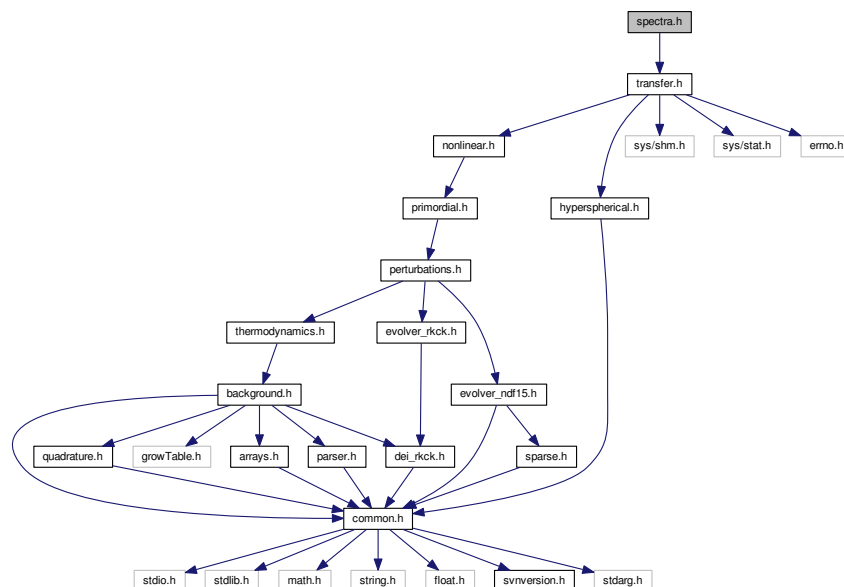 spectra.h
transfer.h
nonlinear.h
sys/shm.h
sys/stat.h
errno.h
primordial.h
hyperspherical.h
perturbations.h
thermodynamics.h
evolver_rkck.h
background.h
evolver_ndf15.h
quadrature.h
growTable.h
arrays.h
parser.h
dei_rkck.h
sparse.h
common.h
stdio.h
stdlib.h
math.h
string.h
float.h
svnversion.h
stdarg.h